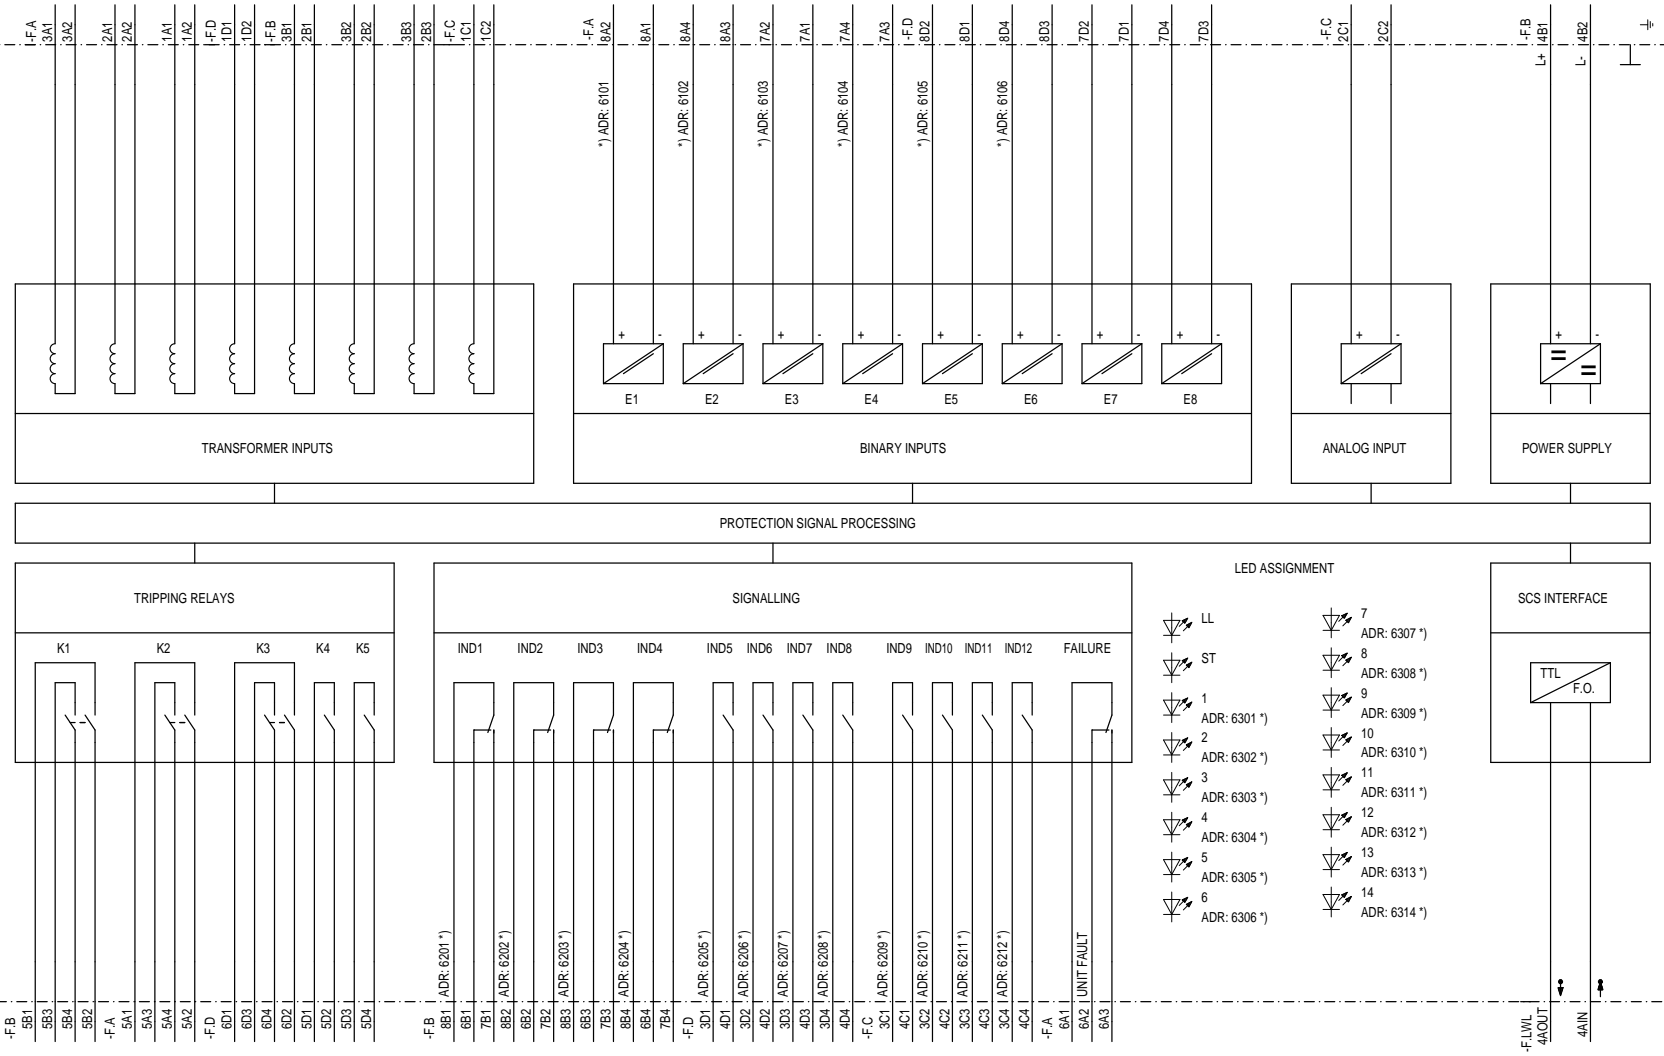 -F.A
3A1
3A2
2A1
2A2
1A1
1A2
-F.D
1D1
1D2
-F.B
3B1
2B1
3B2
2B2
3B3
2B3
-F.C
1C1
1C2
-F.A
8A2
8A1
8A4
8A3
7A2
7A1
7A4
7A3
-F.D
8D2
8D1
8D4
8D3
7D2
7D1
7D4
7D3
-F.C
2C1
2C2
-F.B
4B1
4B2
L+
L-
*) ADR: 6101
*) ADR: 6102
*) ADR: 6103
*) ADR: 6104
*) ADR: 6105
*) ADR: 6106
+ -
+ -
+ -
+ -
+ -
+ -
+ -
+ -
+ -
+ -
E1
E2
E3
E4
E5
E6
E7
E8
TRANSFORMER INPUTS
BINARY INPUTS
ANALOG INPUT
POWER SUPPLY
PROTECTION SIGNAL PROCESSING
TRIPPING RELAYS
SIGNALLING
LED ASSIGNMENT
SCS INTERFACE
K1
K2
K3
K4
K5
IND1
IND2
IND3
IND4
IND5
IND6
IND7
IND8
IND9
IND10
IND11
IND12
FAILURE
LL
ST
1
ADR: 6301 *)
2
ADR: 6302 *)
3
ADR: 6303 *)
4
ADR: 6304 *)
5
ADR: 6305 *)
6
ADR: 6306 *)
7
ADR: 6307 *)
8
ADR: 6308 *)
9
ADR: 6309 *)
10
ADR: 6310 *)
11
ADR: 6311 *)
12
ADR: 6312 *)
13
ADR: 6313 *)
14
ADR: 6314 *)
TTL
F.O.
ADR: 6201 *)
ADR: 6202 *)
ADR: 6203 *)
ADR: 6204 *)
ADR: 6205 *)
ADR: 6206 *)
ADR: 6207 *)
ADR: 6208 *)
ADR: 6209 *)
ADR: 6210 *)
ADR: 6211 *)
ADR: 6212 *)
UNIT FAULT
-F.B
5B1
5B3
5B4
5B2
-F.A
5A1
5A3
5A4
5A2
-F.D
6D1
6D3
6D4
6D2
5D1
5D2
5D3
5D4
-F.B
8B1
6B1
7B1
8B2
6B2
7B2
8B3
6B3
7B3
8B4
6B4
7B4
-F.D
3D1
4D1
3D2
4D2
3D3
4D3
3D4
4D4
-F.C
3C1
4C1
3C2
4C2
3C3
4C3
3C4
4C4
-F.A
6A1
6A2
6A3
-F.LWL
4AOUT
4AIN